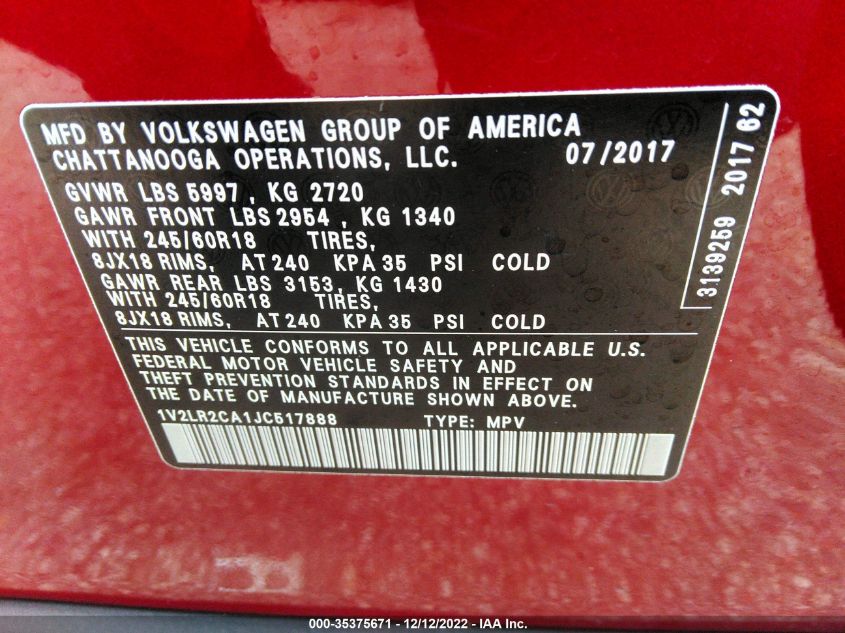 MFD BY VOLKSWAGEN GROUP OF AMERICA
CHATTANOOGA OPERATIONS, LLC. 07/2017
GVWR LBS 5997, KG 2720
GAWR FRONT LBS 2954, KG 1340
WITH 245/60R18 TIRES,
8JX18 RIMS, AT 240 KPA 35 PSI COLD
GAWR REAR LBS 3153, KG 1430
WITH 245/60R18 TIRES,
8JX18 RIMS, AT 240 KPA 35 PSI COLD
THIS VEHICLE CONFORMS TO ALL APPLICABLE U.S.
FEDERAL MOTOR VEHICLE SAFETY AND
THEFT PREVENTION STANDARDS IN EFFECT ON
THE DATE OF MANUFACTURE SHOWN ABOVE.
1V2LR2CA1JC517888 TYPE: MPV
3139259 2017 62
000-35375671 - 12/12/2022 - IAA Inc.